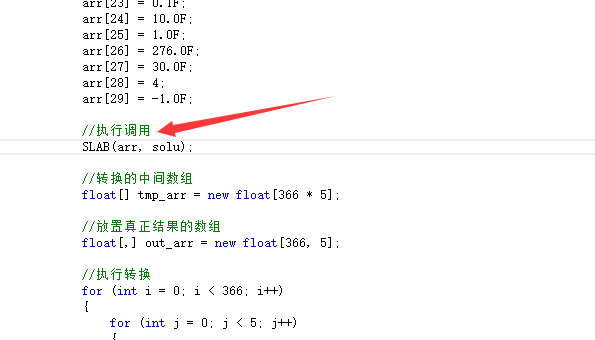 arr[23] = 0.1F;
arr[24] = 10.0F;
arr[25] = 1.0F;
arr[26] = 276.0F;
arr[27] = 30.0F;
arr[28] = 4;
arr[29] = -1.0F;
//执行调用
SLAB(arr, solu);
//转换的中间数组
float[] tmp_arr = new float[366 * 5];
//放置真正结果的数组
float[,] out_arr = new float[366, 5];
//执行转换
for (int i = 0; i < 366; i++)
{
for (int j = 0; j < 5; j++)
{